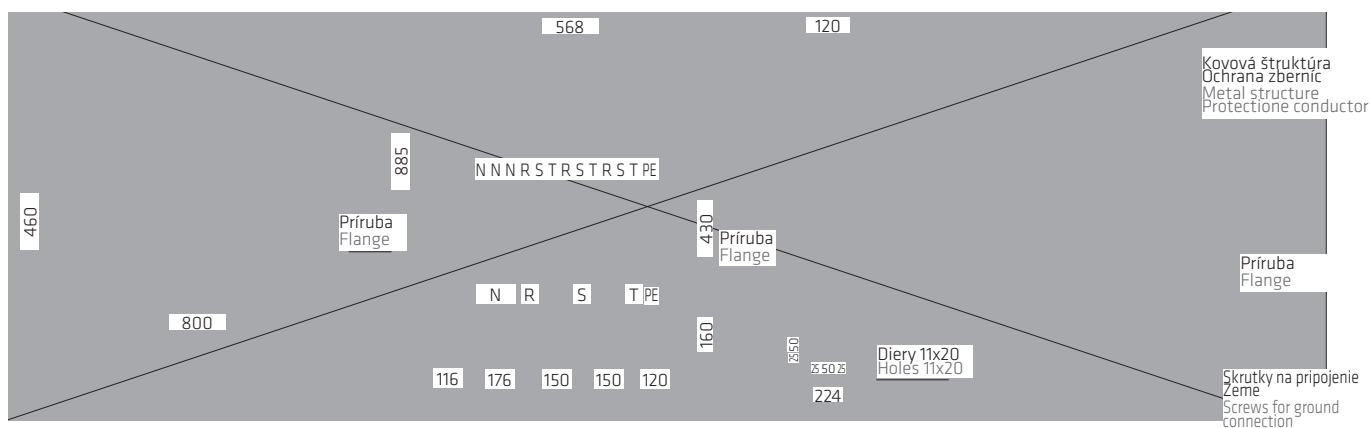 568
120
Kovová štruktúra
Ochrana zberníc
Metal structure
Protectione conductor
885
N N N R S T R S T R S T PE
460
430
Príruba
Flange
Príruba
Flange
Príruba
Flange
N R S T PE
800
160
25 50
Diery 11x20
Holes 11x20
25 50 25
116 176 150 150 120
224
Skrutky na pripojenie
Zeme
Screws for ground
connection